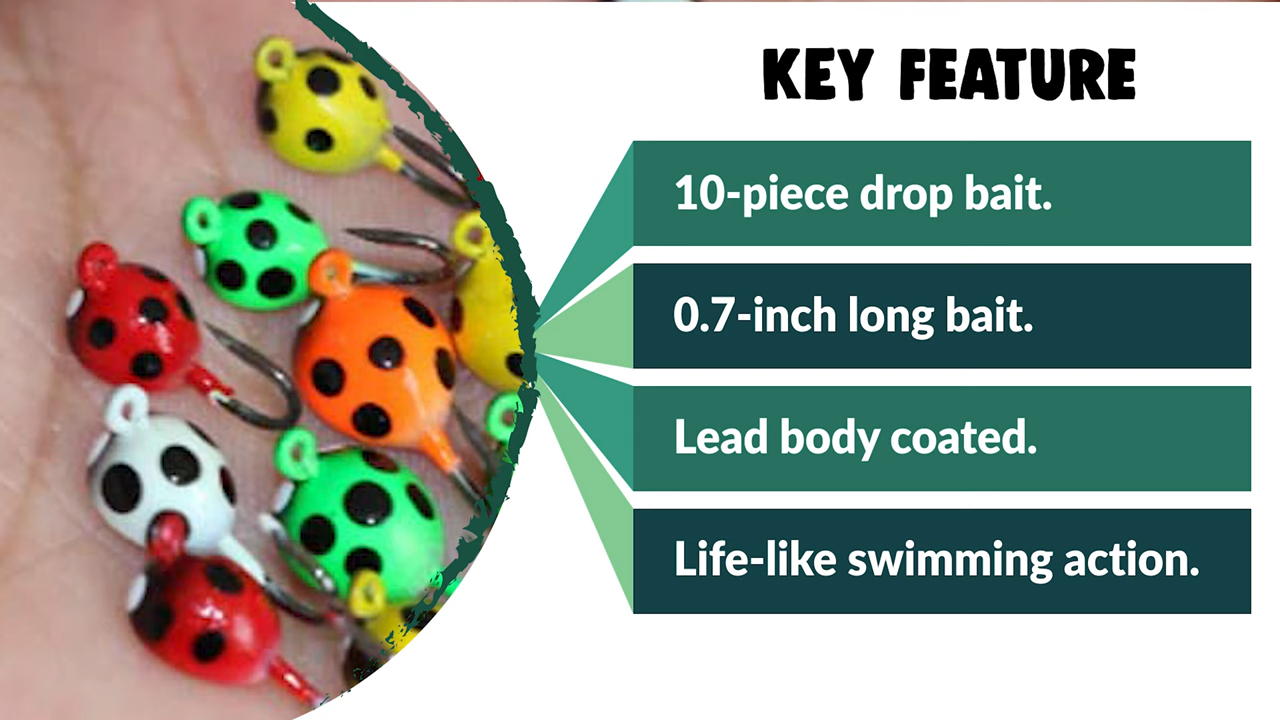 KEY FEATURE
10-piece drop bait.
0.7-inch long bait.
Lead body coated.
Life-like swimming action.